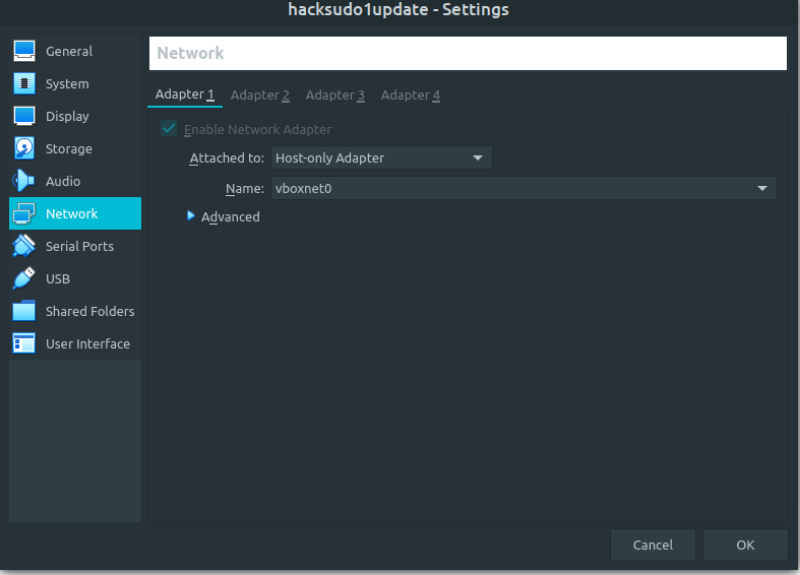 hacksudo1update - Settings
General
System
Display
Storage
Audio
Network
Serial Ports
USB
Shared Folders
User Interface
Network
Adapter 1 Adapter 2 Adapter 3 Adapter 4
Enable Network Adapter
Attached to: Host-only Adapter
Name: vboxnet0
Advanced
Cancel OK